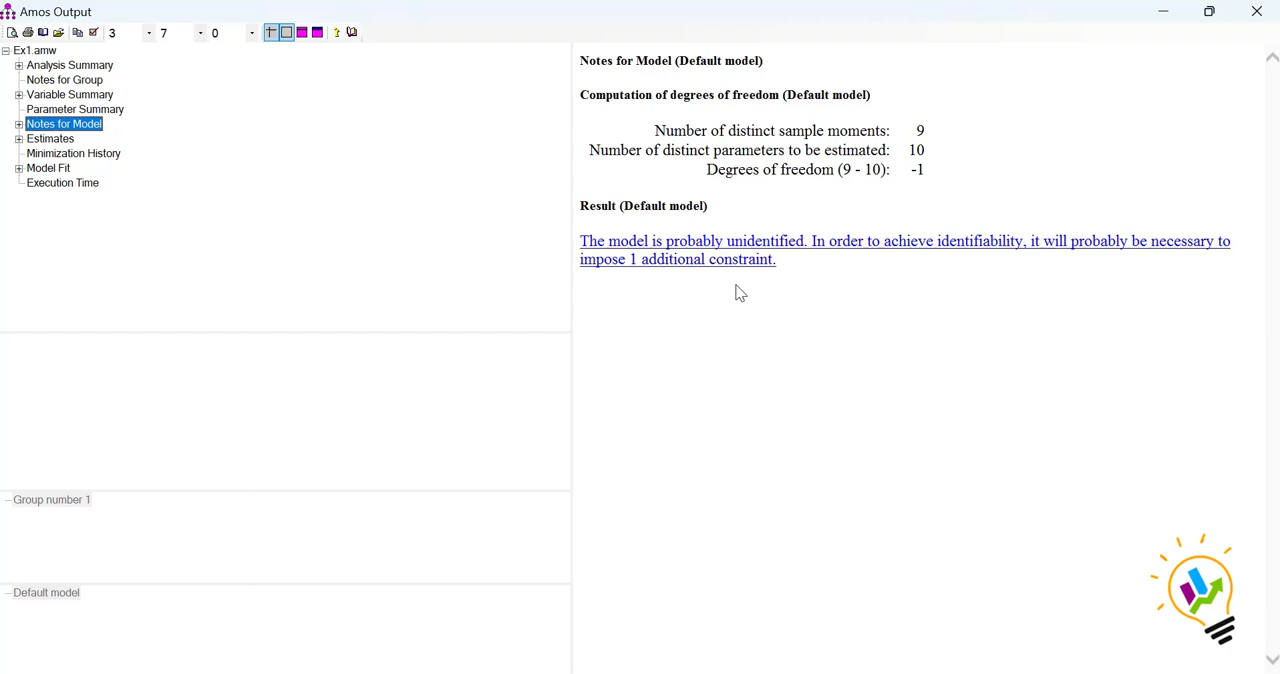 Amos Output
3 7 0
Ex1.amw
Analysis Summary
Notes for Group
Variable Summary
Parameter Summary
Notes for Model
Estimates
Minimization History
Model Fit
Execution Time
Group number 1
Default model
Notes for Model (Default model)
Computation of degrees of freedom (Default model)
Number of distinct sample moments: 9
Number of distinct parameters to be estimated: 10
Degrees of freedom (9 - 10): -1
Result (Default model)
The model is probably unidentified. In order to achieve identifiability, it will probably be necessary to
impose 1 additional constraint.